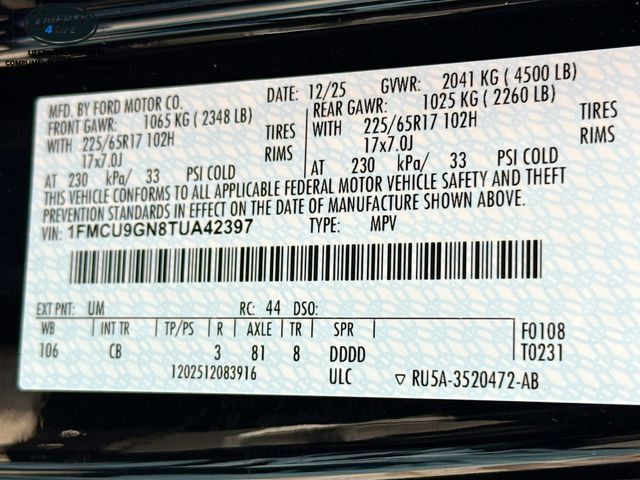 LIBERTY
4 LIFE
MFD. BY FORD MOTOR CO. DATE: 12/25 GVWR: 2041 KG ( 4500 LB)
FRONT GAWR: 1065 KG ( 2348 LB) REAR GAWR: 1025 KG ( 2260 LB)
WITH 225/65R17 102H TIRES WITH 225/65R17 102H TIRES
17x7.0J RIMS 17x7.0J RIMS
AT 230 kPa/ 33 PSI COLD AT 230 kPa/ 33 PSI COLD
THIS VEHICLE CONFORMS TO ALL APPLICABLE FEDERAL MOTOR VEHICLE SAFETY AND THEFT
PREVENTION STANDARDS IN EFFECT ON THE DATE OF MANUFACTURE SHOWN ABOVE.
VIN: 1FMCU9GN8TUA42397 TYPE: MPV
EXT PNT: UM RC: 44 DSO:
WB INT TR TP/PS R AXLE TR SPR F0108
106 CB 3 81 8 DDDD T0231
1202512083916 ULC ▽ RU5A-3520472-AB